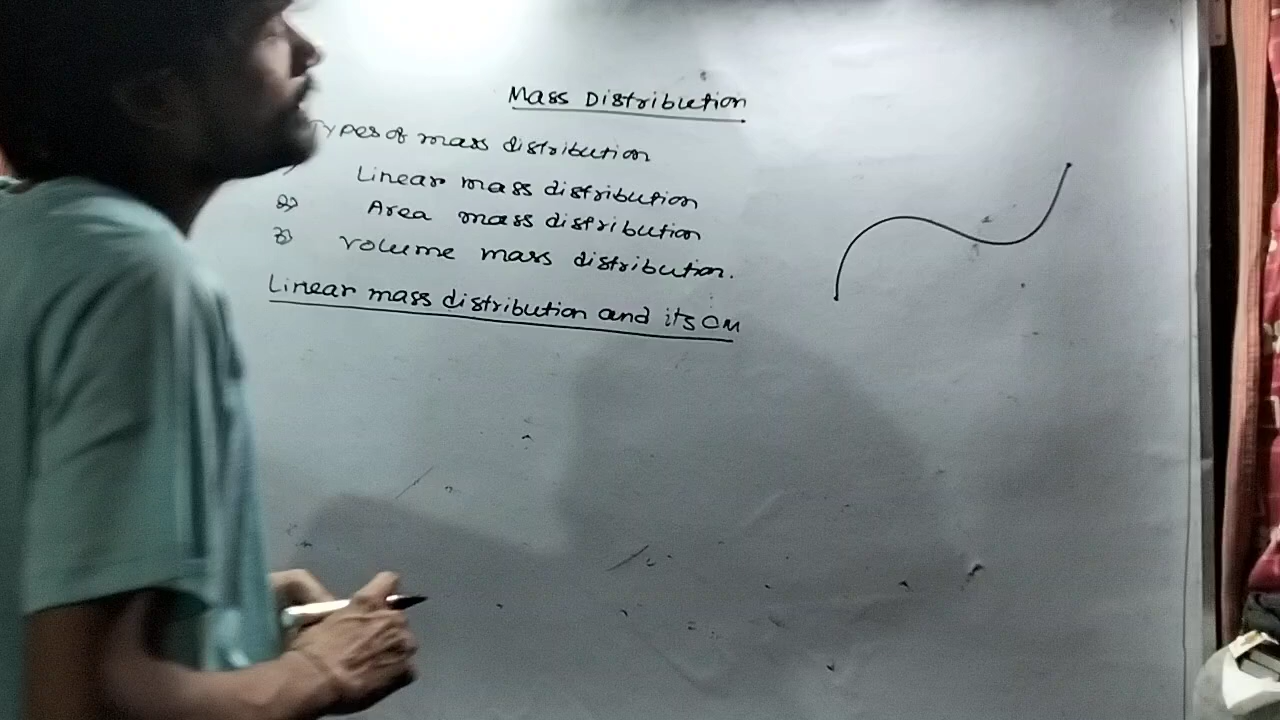 Mass Distribution
Types of mass distribution
Linear mass distribution
2) Area mass distribution
3) Volume mass distribution.
Linear mass distribution and its CM